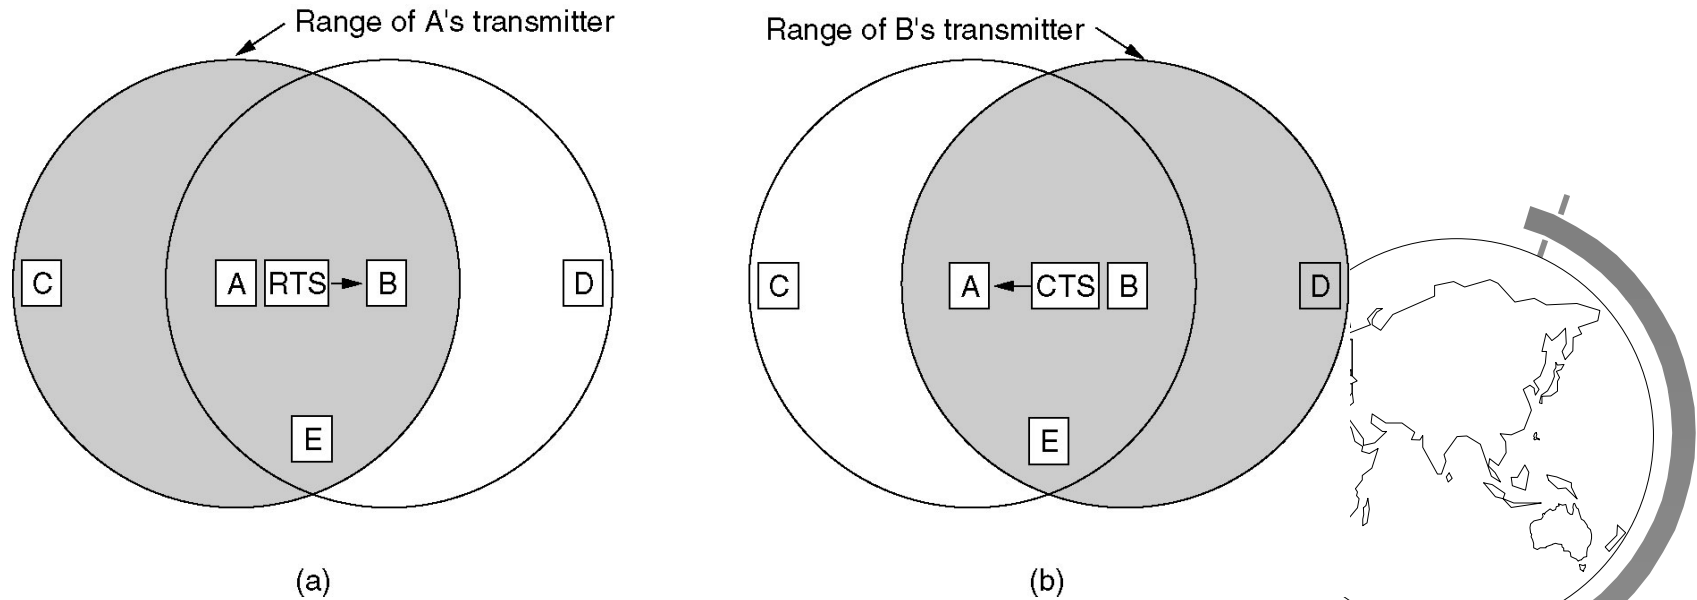 Range of A's transmitter
C
A
RTS
B
D
E
(a)
Range of B's transmitter
C
A
CTS
B
D
E
(b)